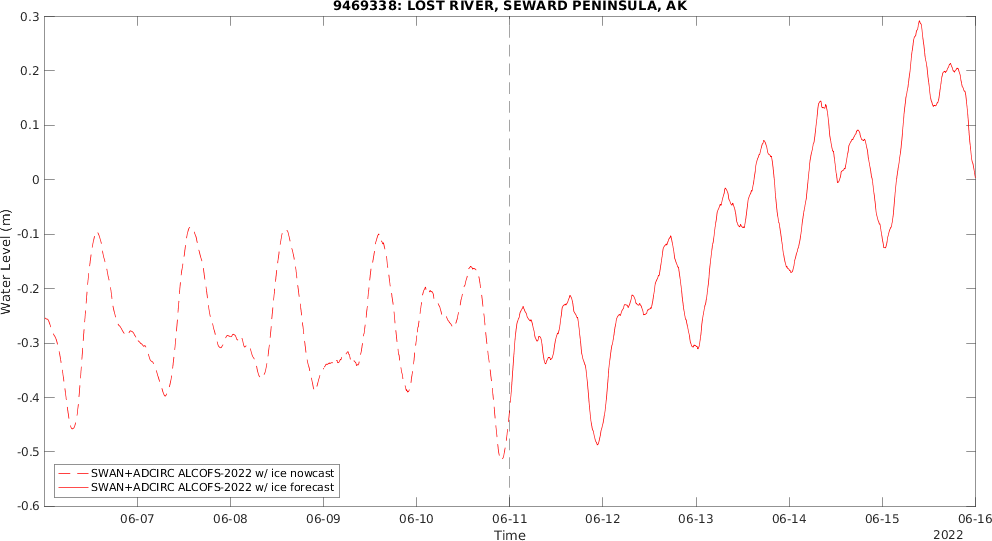 9469338: LOST RIVER, SEWARD PENINSULA, AK
0.3
0.2
0.1
0
-0.1
-0.2
-0.3
-0.4
-0.5
-0.6
Water Level (m)
SWAN+ADCIRC ALCOFS-2022 w/ ice nowcast
SWAN+ADCIRC ALCOFS-2022 w/ ice forecast
06-07 06-08 06-09 06-10 06-11 06-12 06-13 06-14 06-15 06-16
Time
2022